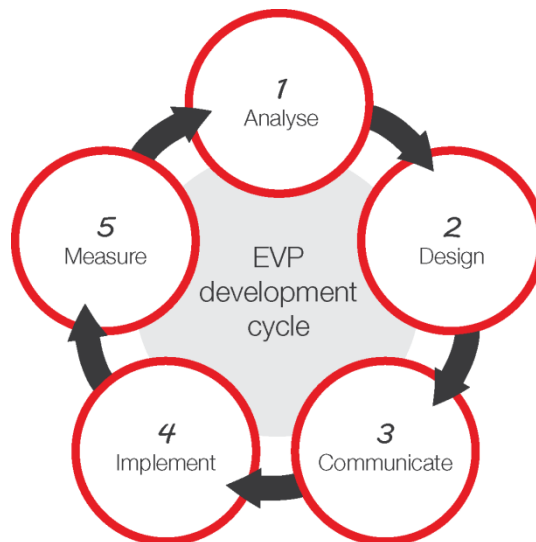 1
Analyse
2
Design
3
Communicate
4
Implement
5
Measure
EVP
development
cycle